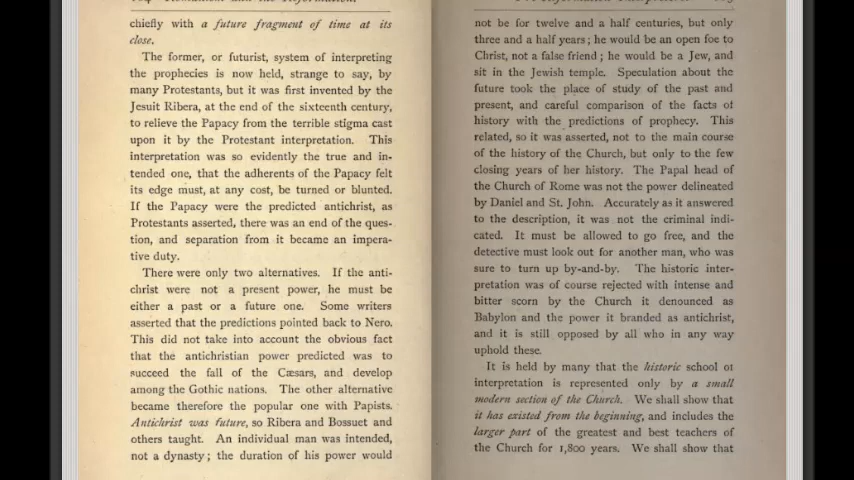 chiefly with a future fragment of time at its
close.
The former, or futurist, system of interpreting
the prophecies is now held, strange to say, by
many Protestants, but it was first invented by the
Jesuit Ribera, at the end of the sixteenth century,
to relieve the Papacy from the terrible stigma cast
upon it by the Protestant interpretation. This
interpretation was so evidently the true and in-
tended one, that the adherents of the Papacy felt
its edge must, at any cost, be turned or blunted.
If the Papacy were the predicted antichrist, as
Protestants asserted, there was an end of the ques-
tion, and separation from it became an impera-
tive duty.
There were only two alternatives. If the anti-
christ were not a present power, he must be
either a past or a future one. Some writers
asserted that the predictions pointed back to Nero.
This did not take into account the obvious fact
that the antichristian power predicted was to
succeed the fall of the Cæsars, and develop
among the Gothic nations. The other alternative
became therefore the popular one with Papists.
Antichrist was future, so Ribera and Bossuet and
others taught. An individual man was intended,
not a dynasty; the duration of his power would
not be for twelve and a half centuries, but only
three and a half years; he would be an open foe to
Christ, not a false friend; he would be a Jew, and
sit in the Jewish temple. Speculation about the
future took the place of study of the past and
present, and careful comparison of the facts of
history with the predictions of prophecy. This
related, so it was asserted, not to the main course
of the history of the Church, but only to the few
closing years of her history. The Papal head of
the Church of Rome was not the power delineated
by Daniel and St. John. Accurately as it answered
to the description, it was not the criminal indi-
cated. It must be allowed to go free, and the
detective must look out for another man, who was
sure to turn up by-and-by. The historic inter-
pretation was of course rejected with intense and
bitter scorn by the Church it denounced as
Babylon and the power it branded as antichrist,
and it is still opposed by all who in any way
uphold these.
It is held by many that the historic school of
interpretation is represented only by a small
modern section of the Church. We shall show that
it has existed from the beginning, and includes the
larger part of the greatest and best teachers of
the Church for 1,800 years. We shall show that